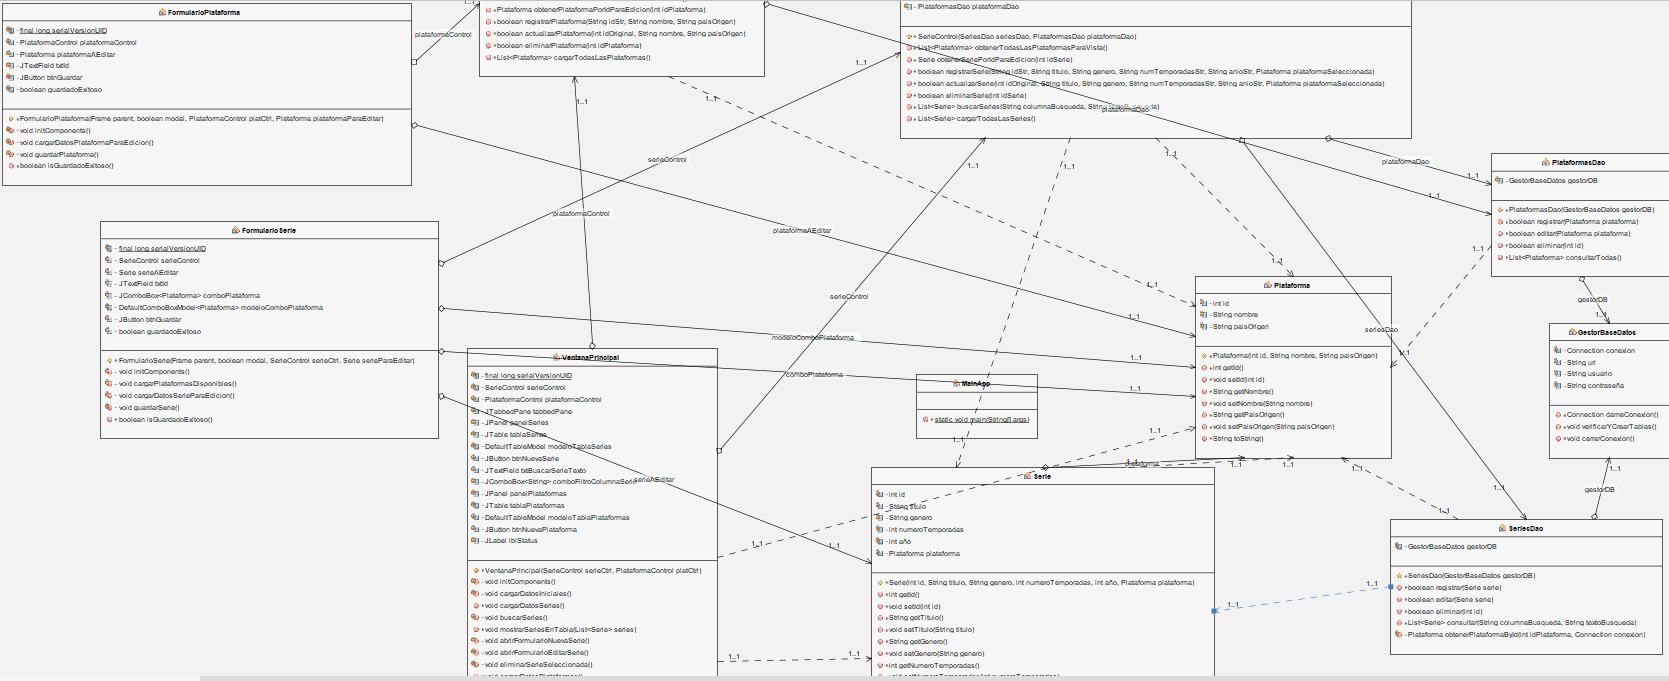 FormularioPlataforma
- final long serialVersionUID
- PlataformaControl plataformaControl
- Plataforma plataformaAEditar
- JTextField txtId
- JButton btnGuardar
- boolean guardadoExitoso
+FormularioPlataforma(Frame parent, boolean modal, PlataformaControl platCtrl, Plataforma plataformaParaEditar)
-void initComponents()
-void cargarDatosPlataformaParaEdicion()
-void guardarPlataforma()
+boolean isGuardadoExitoso()
plataformaControl
+Plataforma obtenerPlataformaPorIdParaEdicion(int idPlataforma)
+boolean registrarPlataforma(String idStr, String nombre, String paisOrigen)
+boolean actualizarPlataforma(int idOriginal, String nombre, String paisOrigen)
+boolean eliminarPlataforma(int idPlataforma)
+List<Plataforma> cargarTodasLasPlataformas()
1..1
1..1
1..1
- PlataformasDao plataformaDao
+SerieControl(SeriesDao seriesDao, PlataformasDao plataformaDao)
+List<Plataforma> obtenerTodasLasPlataformasParaVista()
+Serie obtenerSeriePorIdParaEdicion(int idSerie)
+boolean registrarSerie(String idStr, String titulo, String genero, String numTemporadasStr, String anioStr, Plataforma plataformaSeleccionada)
+boolean actualizarSerie(int idOriginal, String titulo, String genero, String numTemporadasStr, String anioStr, Plataforma plataformaSeleccionada)
+boolean eliminarSerie(int idSerie)
+List<Serie> buscarSeries(String columnaBusqueda, String textoBusqueda)
+List<Serie> cargarTodasLasSeries()
plataformaDao
1..1
1..1
1..1
plataformaDao
1..1
1..1
PlataformasDao
- GestorBaseDatos gestorDB
+PlataformasDao(GestorBaseDatos gestorDB)
+boolean registrar(Plataforma plataforma)
+boolean editar(Plataforma plataforma)
+boolean eliminar(int id)
+List<Plataforma> consultarTodas()
1..1
serieControl
plataformaControl
plataformaAEditar
FormularioSerie
- final long serialVersionUID
- SerieControl serieControl
- Serie serieAEditar
- JTextField txtId
- JComboBox<Plataforma> comboPlataforma
- DefaultComboBoxModel<Plataforma> modeloComboPlataforma
- JButton btnGuardar
- boolean guardadoExitoso
+FormularioSerie(Frame parent, boolean modal, SerieControl serieCtrl, Serie serieParaEditar)
-void initComponents()
-void cargarPlataformasDisponibles()
-void cargarDatosSerieParaEdicion()
-void guardarSerie()
+boolean isGuardadoExitoso()
serieControl
1..1
1..1
1..1
Plataforma
-int id
-String nombre
-String paisOrigen
+Plataforma(int id, String nombre, String paisOrigen)
+int getId()
+void setId(int id)
+String getNombre()
+void setNombre(String nombre)
+String getPaisOrigen()
+void setPaisOrigen(String paisOrigen)
+String toString()
seriesDao
gestorDB
1..1
GestorBaseDatos
-Connection conexion
-String url
-String usuario
-String contraseña
+Connection dameConexion()
-void verificarYCrearTablas()
+void cerrarConexion()
1..1
modeloComboPlataforma
1..1
comboPlataforma
1..1
VentanaPrincipal
- final long serialVersionUID
- SerieControl serieControl
- PlataformaControl plataformaControl
- JTabbedPane tabbedPane
- JPanel panelSeries
- JTable tablaSeries
- DefaultTableModel modeloTablaSeries
- JButton btnNuevaSerie
- JTextField txtBuscarSerieTexto
- JComboBox<String> comboFiltroColumnaSerie
- JPanel panelPlataformas
- JTable tablaPlataformas
- DefaultTableModel modeloTablaPlataformas
- JButton btnNuevaPlataforma
- JLabel lblStatus
+VentanaPrincipal(SerieControl serieCtrl, PlataformaControl platCtrl)
-void initComponents()
-void cargarDatosIniciales()
+void cargarDatosSeries()
-void buscarSeries()
+void mostrarSeriesEnTabla(List<Serie> series)
-void abrirFormularioNuevaSerie()
-void abrirFormularioEditarSerie()
-void eliminarSerieSeleccionada()
serieAEditar
1..1
1..1
1..1
MainApp
+static void main(String[] args)
1..1
1..1
plataforma
1..1
1..1
1..1
1..1
Serie
-int id
-String titulo
-String genero
-int numeroTemporadas
-int año
-Plataforma plataforma
+Serie(int id, String titulo, String genero, int numeroTemporadas, int año, Plataforma plataforma)
+int getId()
+void setId(int id)
+String getTitulo()
+void setTitulo(String titulo)
+String getGenero()
+void setGenero(String genero)
+int getNumeroTemporadas()
1..1
1..1
1..1
1..1
1..1
gestorDB
SeriesDao
- GestorBaseDatos gestorDB
+SeriesDao(GestorBaseDatos gestorDB)
+boolean registrar(Serie serie)
+boolean editar(Serie serie)
+boolean eliminar(int id)
+List<Serie> consultar(String columnaBusqueda, String textoBusqueda)
-Plataforma obtenerPlataformaById(int idPlataforma, Connection conexion)